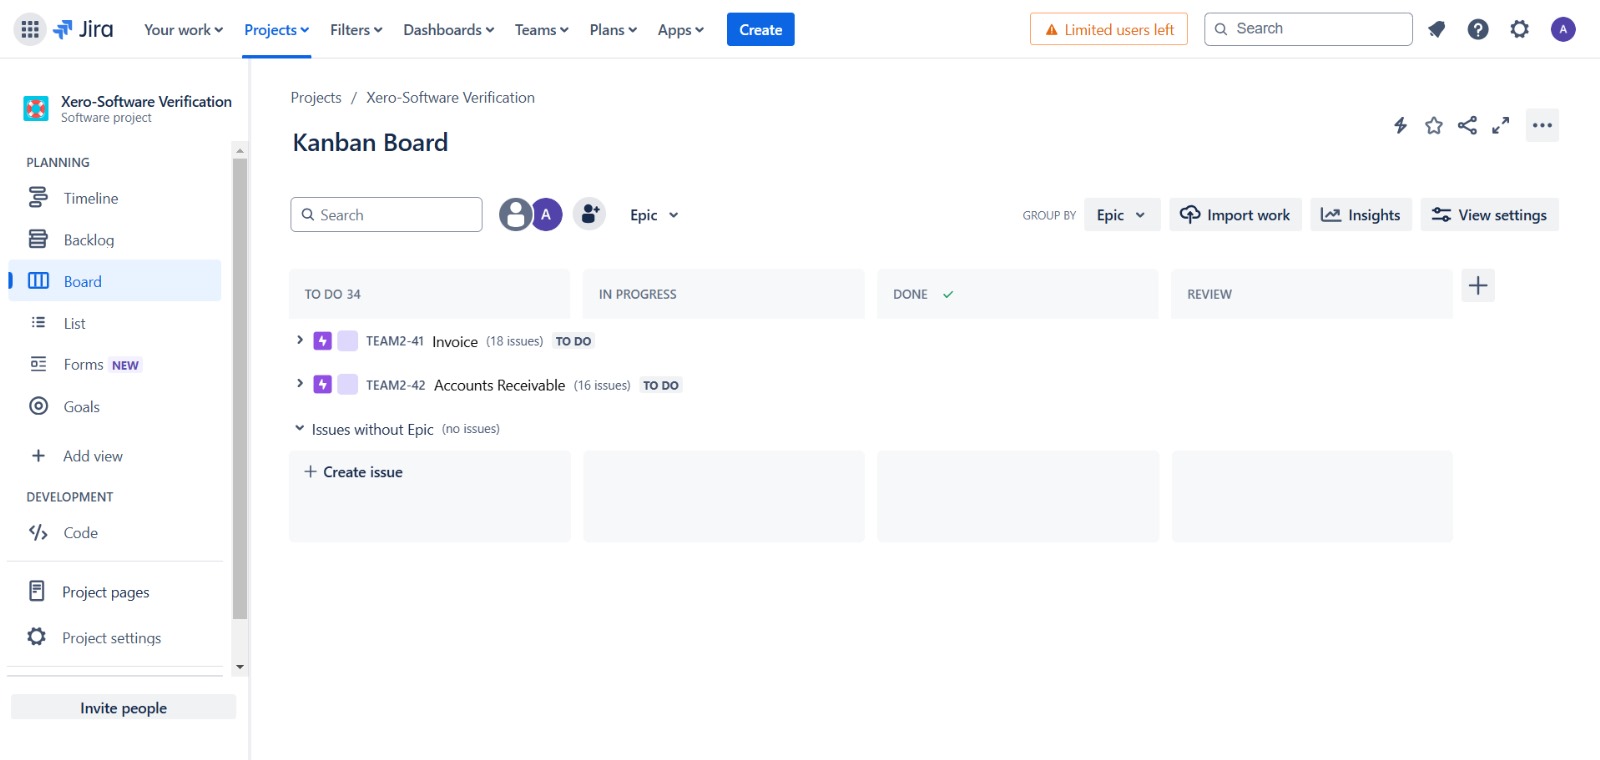 Jira
Your work
Projects
Filters
Dashboards
Teams
Plans
Apps
Create
Limited users left
Search
A
Xero-Software Verification
Software project
PLANNING
Timeline
Backlog
Board
List
Forms NEW
Goals
Add view
DEVELOPMENT
Code
Project pages
Project settings
Invite people
Projects / Xero-Software Verification
Kanban Board
Search
A
Epic
GROUP BY
Epic
Import work
Insights
View settings
TO DO 34
IN PROGRESS
DONE
REVIEW
TEAM2-41 Invoice (18 issues) TO DO
TEAM2-42 Accounts Receivable (16 issues) TO DO
Issues without Epic (no issues)
+ Create issue